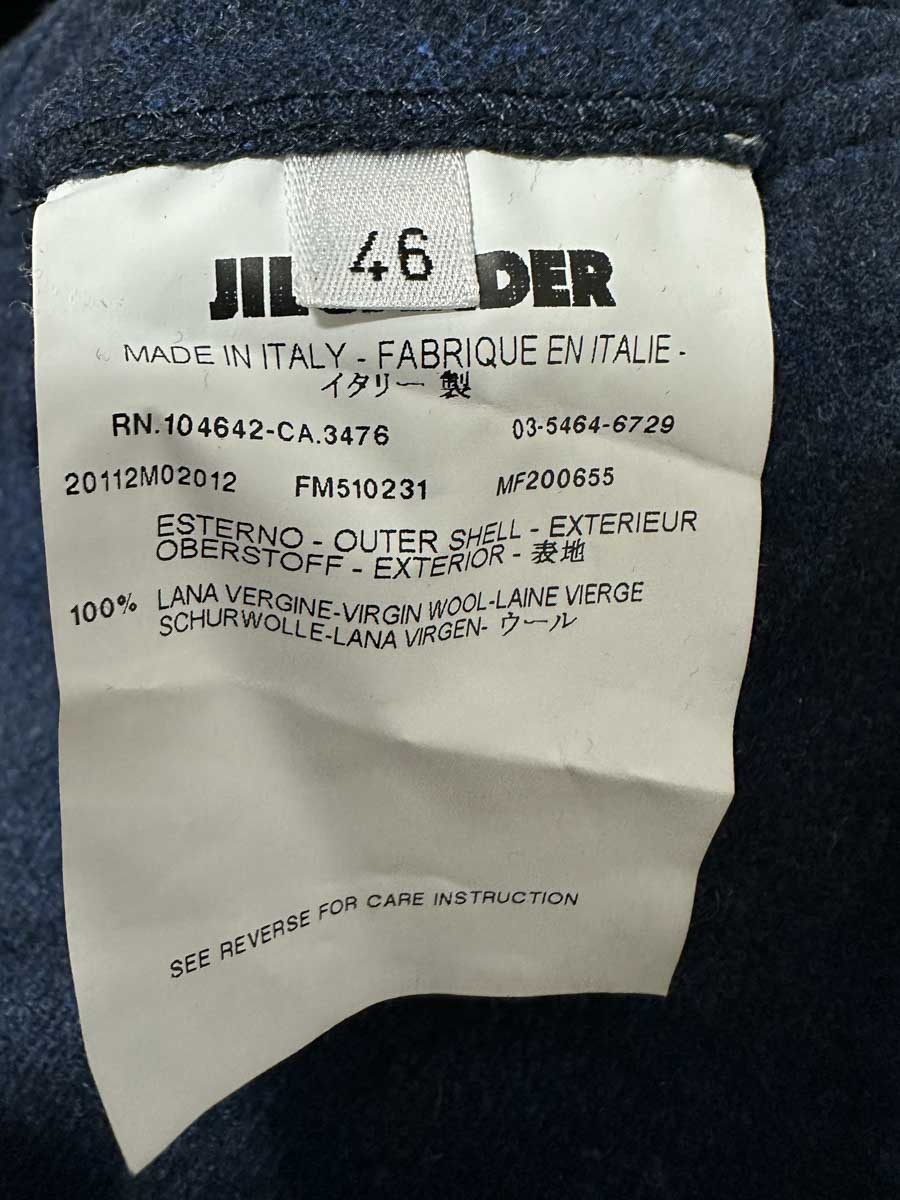 46
JIL DER
MADE IN ITALY - FABRIQUE EN ITALIE -
イタリー 製
RN.104642-CA.3476 03-5464-6729
20112M02012 FM510231 MF200655
ESTERNO - OUTER SHELL - EXTERIEUR
OBERSTOFF - EXTERIOR - 表地
100% LANA VERGINE-VIRGIN WOOL-LAINE VIERGE
SCHURWOLLE-LANA VIRGEN- ウール
SEE REVERSE FOR CARE INSTRUCTION